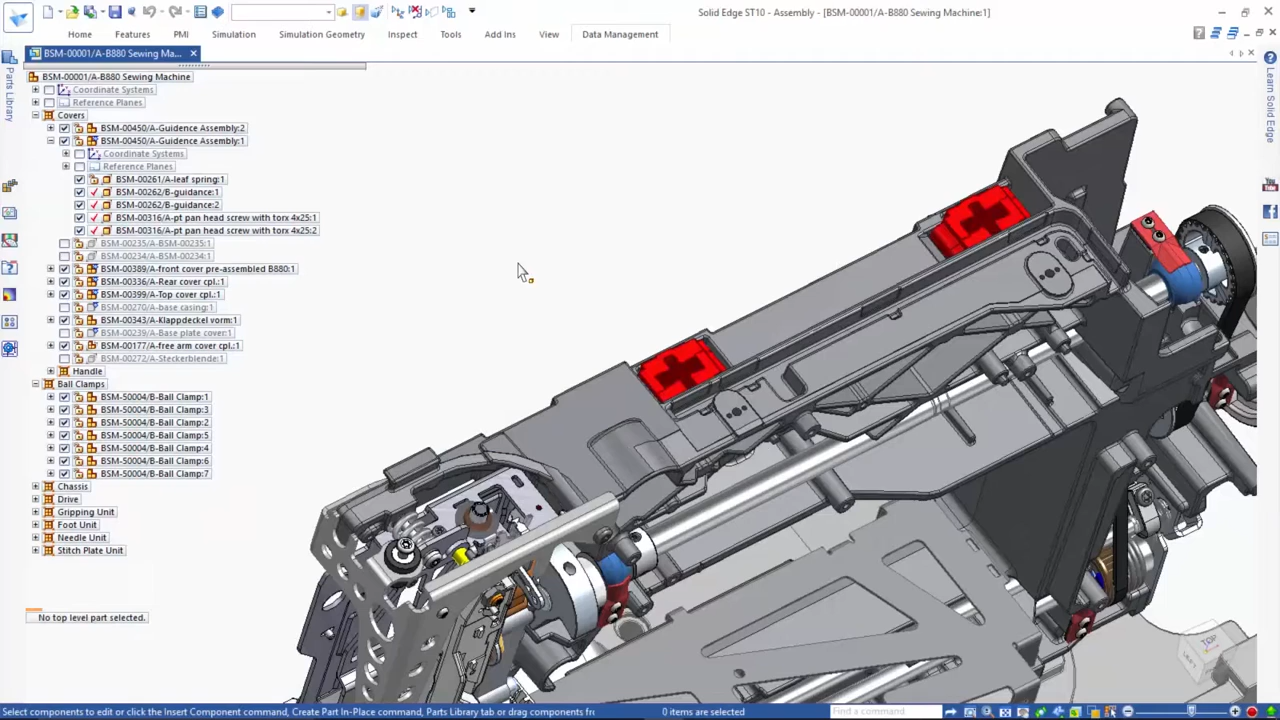 Solid Edge ST10 - Assembly - [BSM-00001/A-B880 Sewing Machine:1]
Home
Features
PMI
Simulation
Simulation Geometry
Inspect
Tools
Add Ins
View
Data Management
BSM-00001/A-B880 Sewing Ma...
Parts Library
Learn Solid Edge
You Tube
BSM-00001/A-B880 Sewing Machine
Coordinate Systems
Reference Planes
Covers
BSM-00450/A-Guidence Assembly:2
BSM-00450/A-Guidence Assembly:1
Coordinate Systems
Reference Planes
BSM-00261/A-leaf spring:1
BSM-00262/B-guidance:1
BSM-00262/B-guidance:2
BSM-00316/A-pt pan head screw with torx 4x25:1
BSM-00316/A-pt pan head screw with torx 4x25:2
BSM-00235/A-BSM-00235:1
BSM-00234/A-BSM-00234:1
BSM-00389/A-front cover pre-assembled B880:1
BSM-00336/A-Rear cover cpl.:1
BSM-00399/A-Top cover cpl.:1
BSM-00270/A-base casing:1
BSM-00343/A-Klappdeckel vorm:1
BSM-00239/A-Base plate cover:1
BSM-00177/A-free arm cover cpl.:1
BSM-00272/A-Steckerblende:1
Handle
Ball Clamps
BSM-50004/B-Ball Clamp:1
BSM-50004/B-Ball Clamp:3
BSM-50004/B-Ball Clamp:2
BSM-50004/B-Ball Clamp:5
BSM-50004/B-Ball Clamp:4
BSM-50004/B-Ball Clamp:6
BSM-50004/B-Ball Clamp:7
Chassis
Drive
Gripping Unit
Foot Unit
Needle Unit
Stitch Plate Unit
No top level part selected.
TOP
Select components to edit or click the Insert Component command, Create Part In-Place command, Parts Library tab or drag components fr
0 items are selected
Find a command